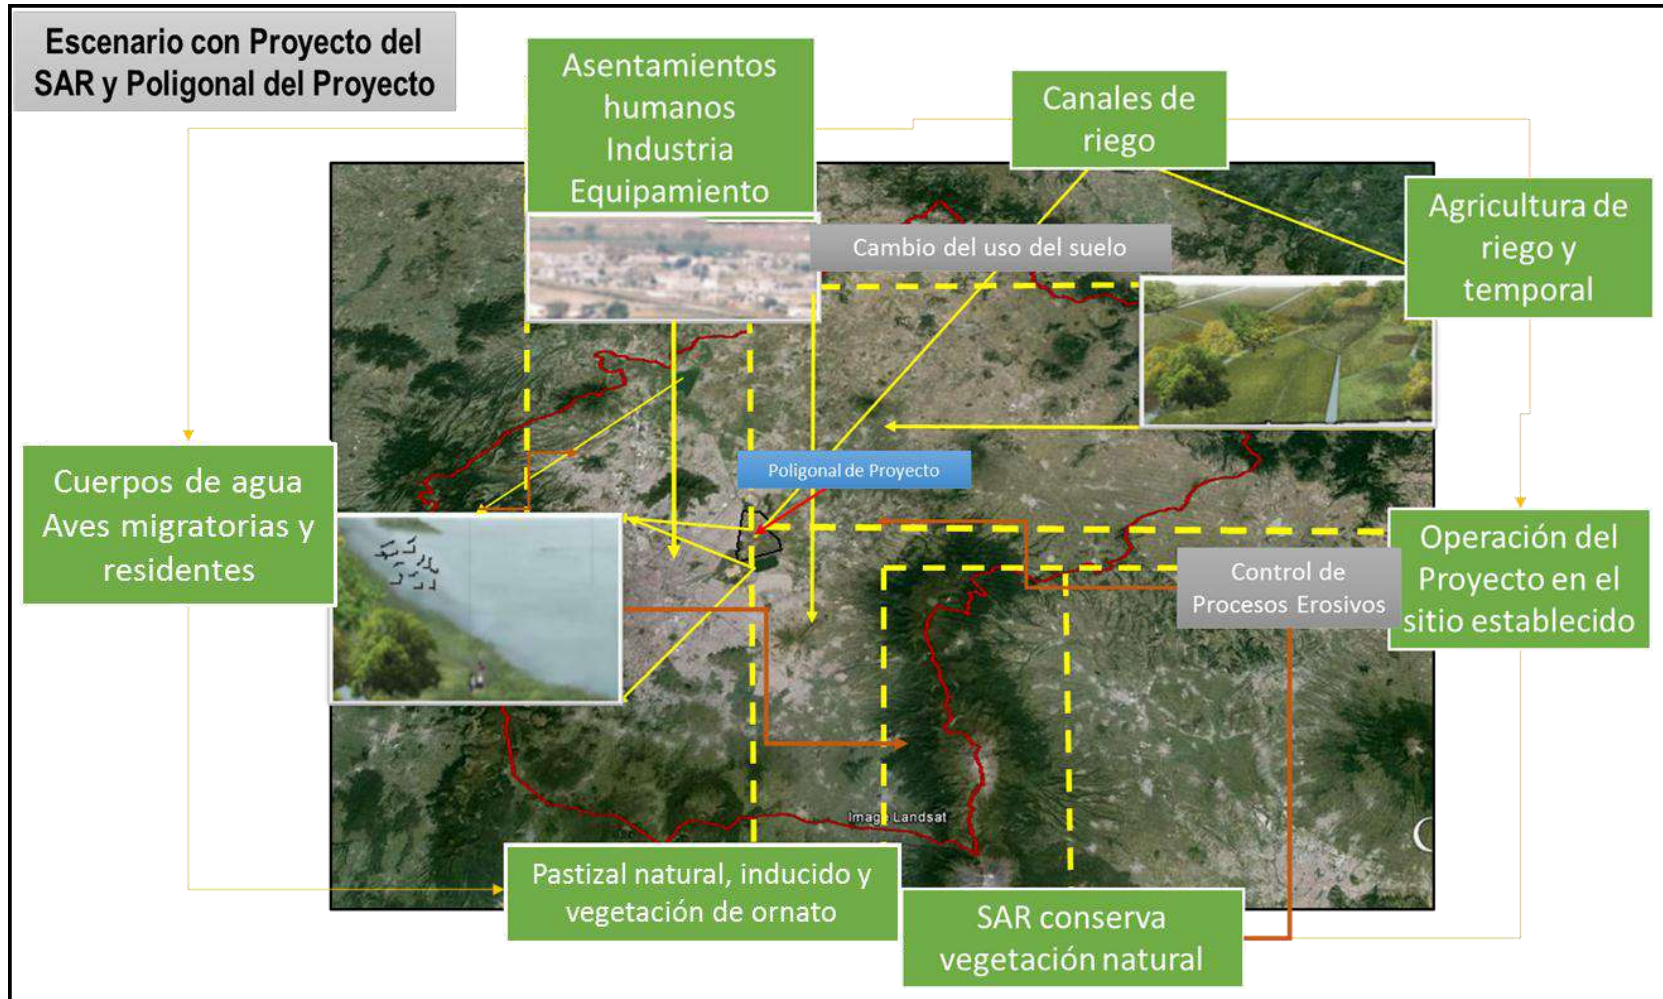 Escenario con Proyecto del
SAR y Poligonal del Proyecto
Asentamientos
humanos
Industria
Equipamiento
Canales de
riego
Agricultura de
riego y
temporal
Cambio del uso del suelo
Poligonal de Proyecto
Cuerpos de agua
Aves migratorias y
residentes
Operación del
Proyecto en el
sitio establecido
Control de
Procesos Erosivos
Image Landsat
Pastizal natural, inducido y
vegetación de ornato
SAR conserva
vegetación natural